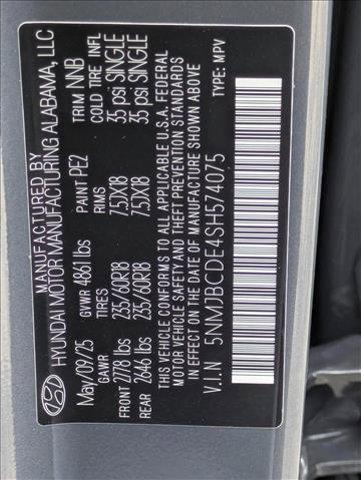 MANUFACTURED BY
HYUNDAI MOTOR MANUFACTURING ALABAMA, LLC
May/09/25 GVWR 4861 lbs PAINT PE2 TRIM NNB
GAWR TIRES RIMS COLD TIRE INFL
FRONT 2778 lbs 235/60R18 7.5JX18 35 psi SINGLE
REAR 2646 lbs 235/60R18 7.5JX18 35 psi SINGLE
THIS VEHICLE CONFORMS TO ALL APPLICABLE U.S.A. FEDERAL
MOTOR VEHICLE SAFETY AND THEFT PREVENTION STANDARDS
IN EFFECT ON THE DATE OF MANUFACTURE SHOWN ABOVE
V.I.N 5NMJBCDE4SH574075 TYPE: MPV